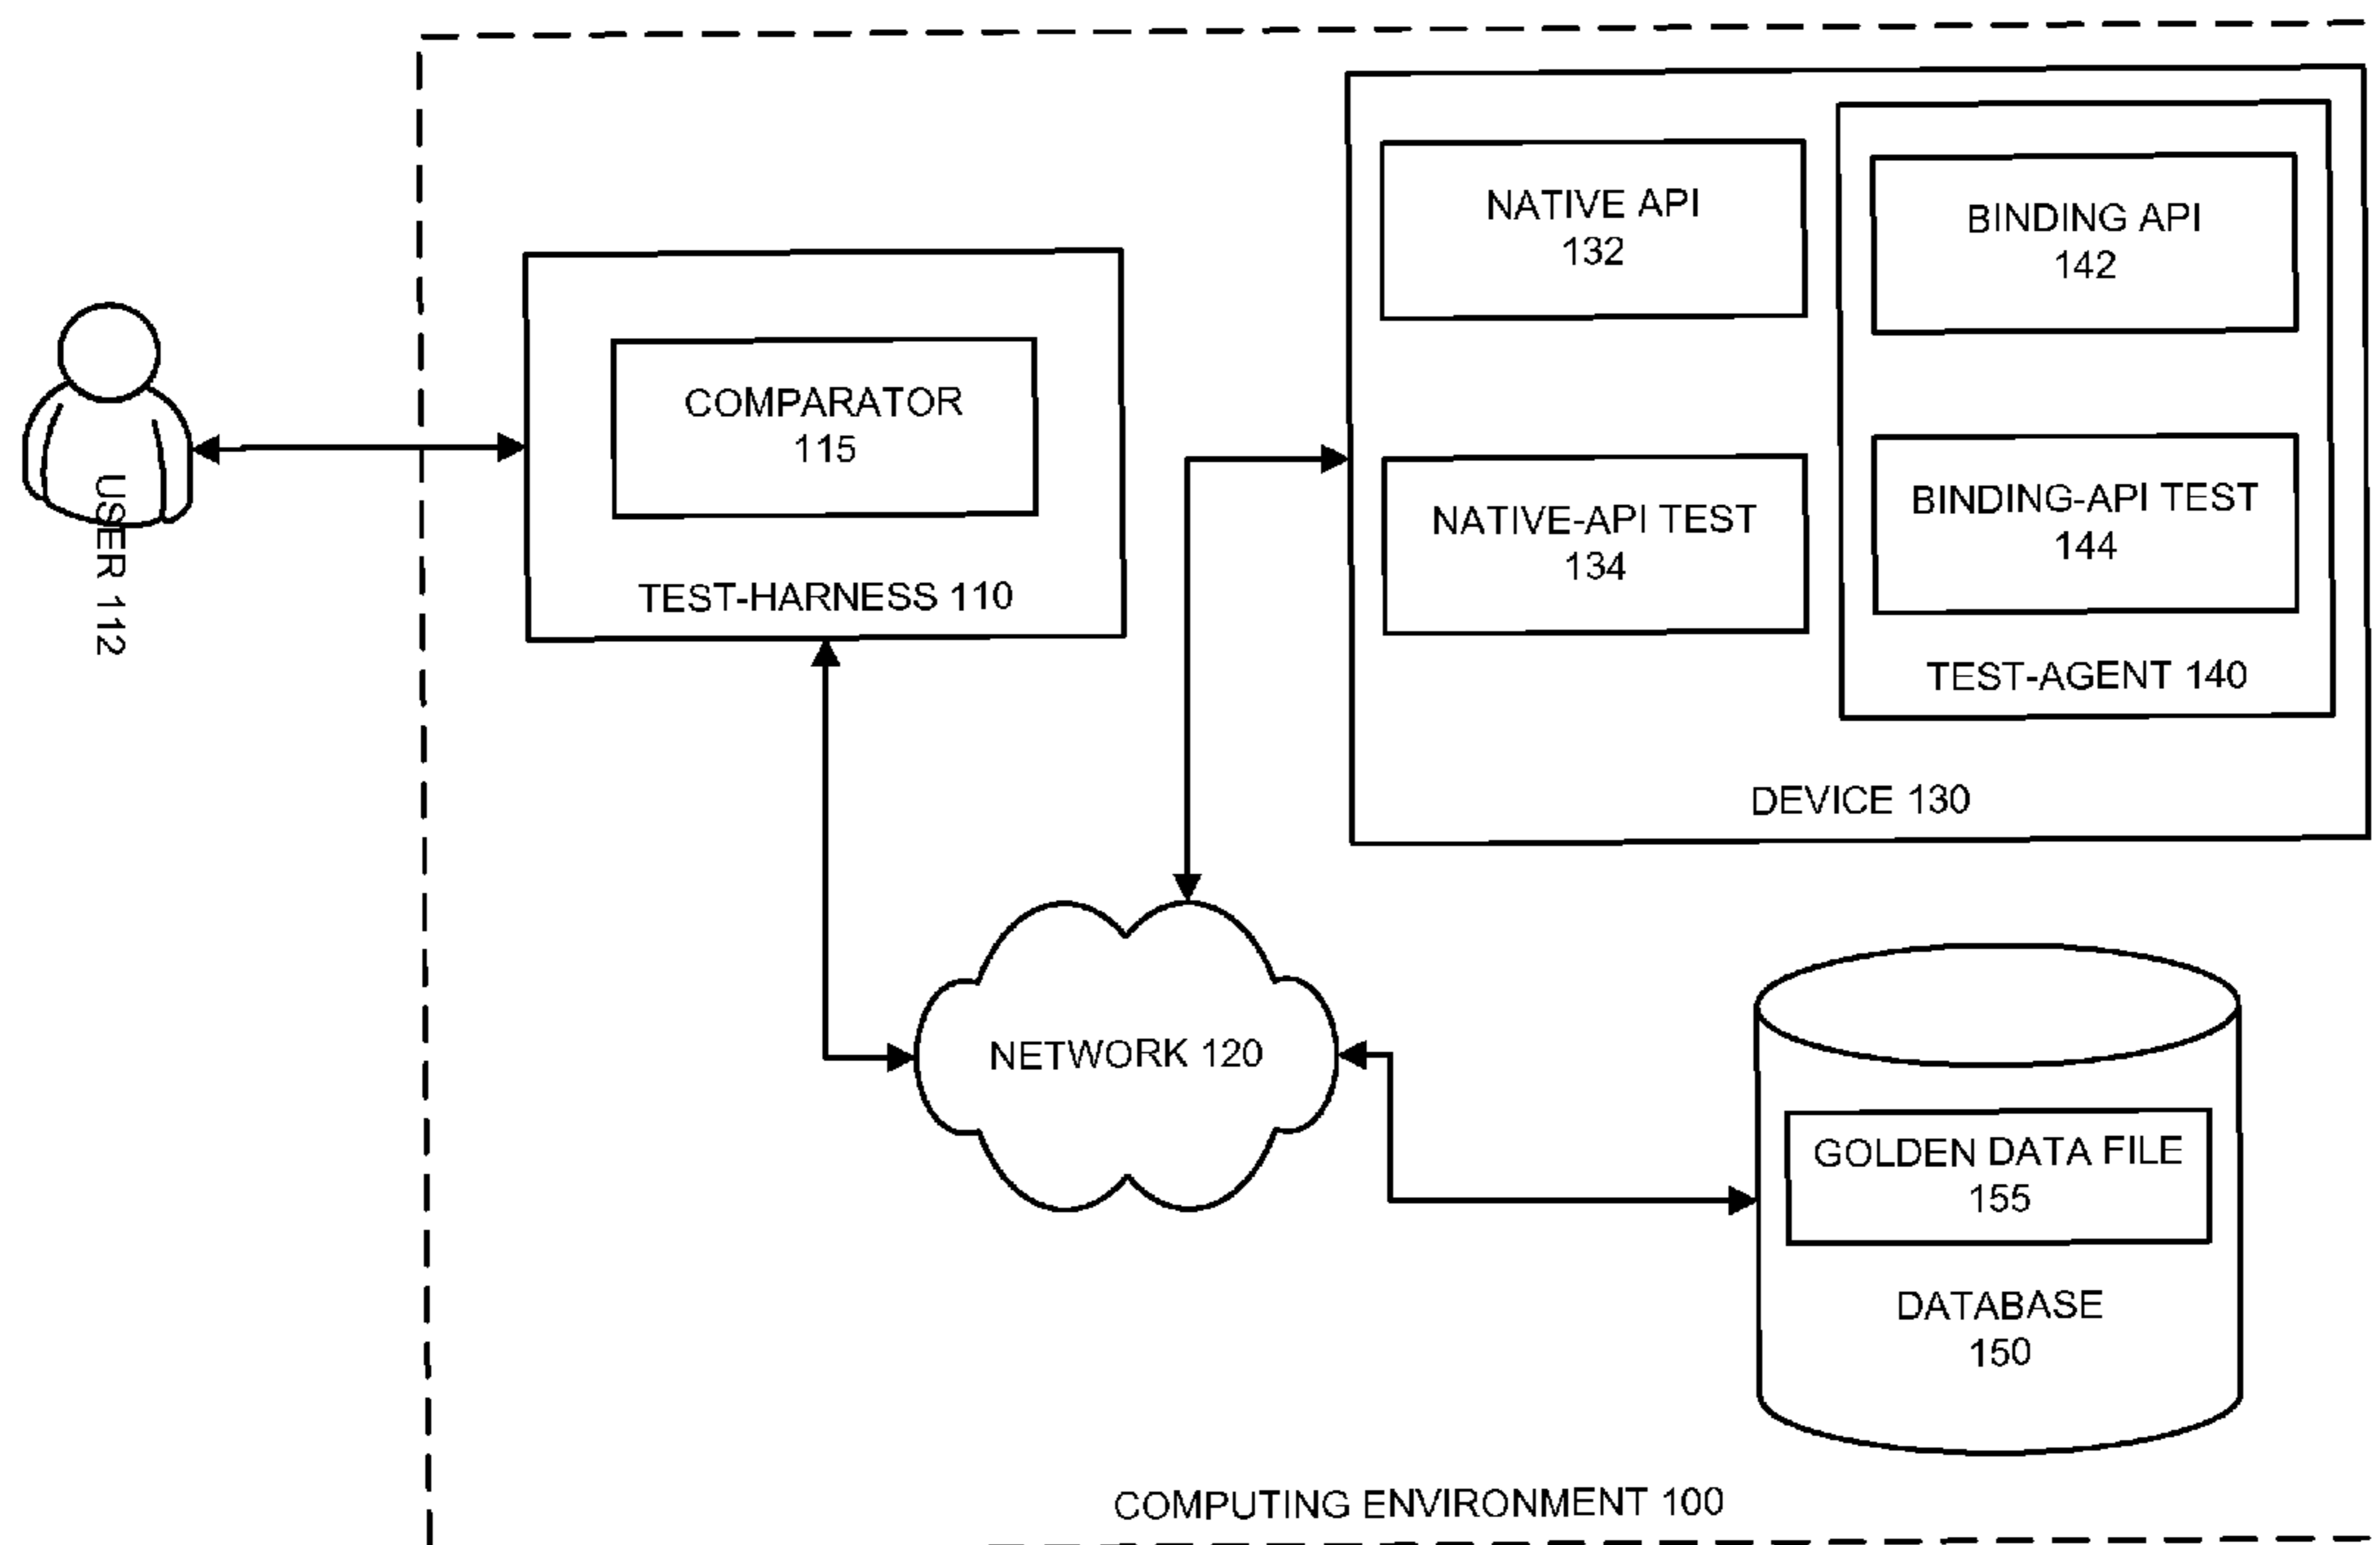 NATIVE API
132
BINDING API
142
COMPARATOR
115
TEST-HARNESS 110
USER 112
NATIVE-API TEST
134
BINDING-API TEST
144
TEST-AGENT 140
DEVICE 130
NETWORK 120
GOLDEN DATA FILE
155
DATABASE
150
COMPUTING ENVIRONMENT 100